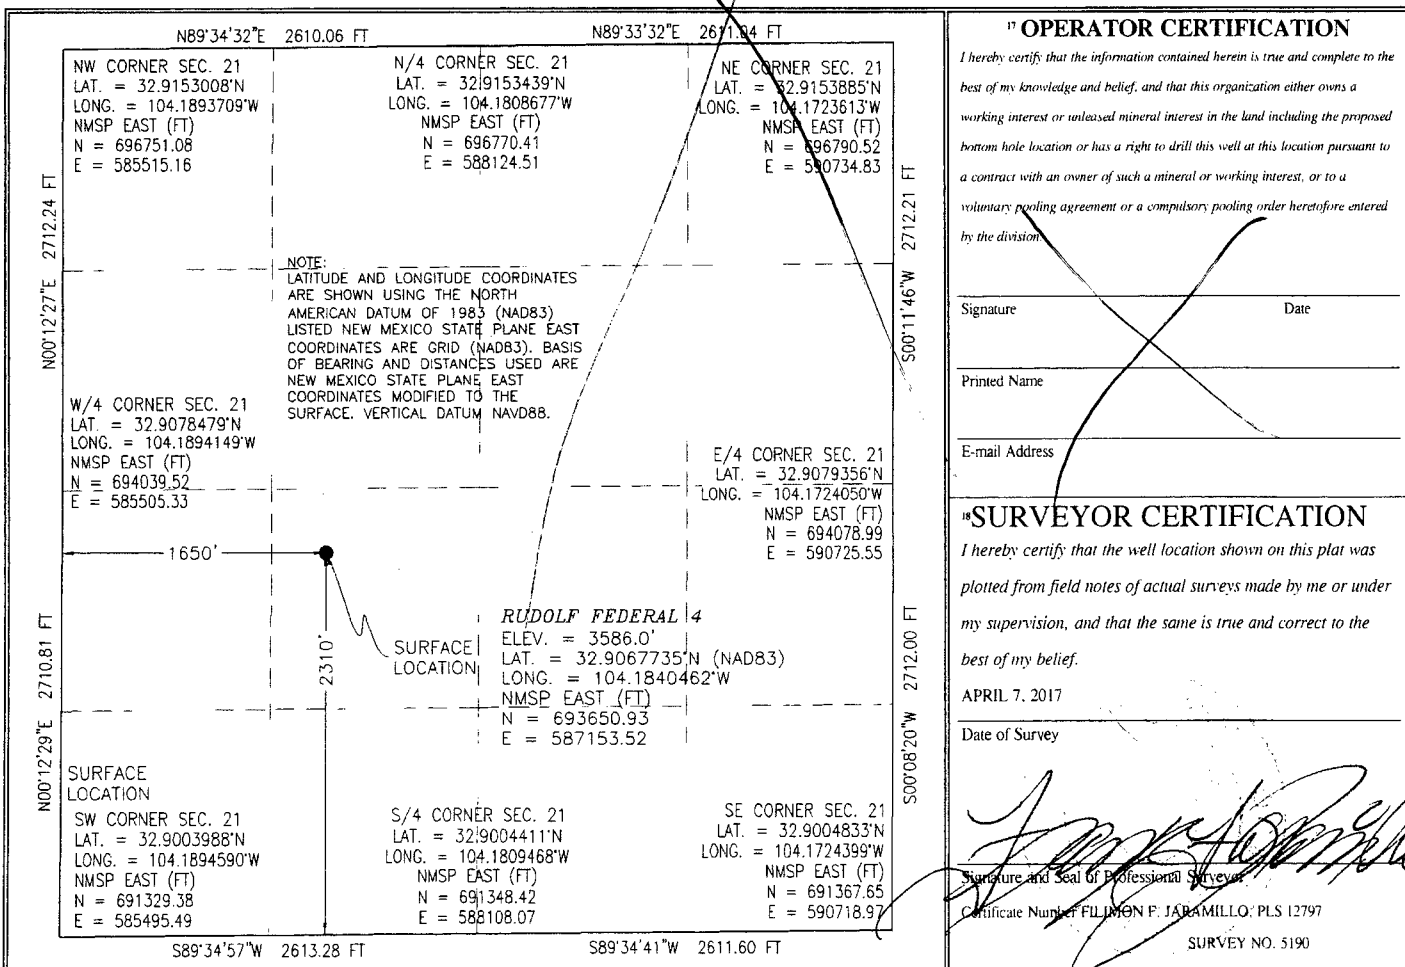 N89°34'32"E 2610.06 FT
N89°33'32"E 2611.04 FT
NW CORNER SEC. 21
LAT. = 32.9153008°N
LONG. = 104.1893709°W
NMSP EAST (FT)
N = 696751.08
E = 585515.16
N/4 CORNER SEC. 21
LAT. = 32.9153439°N
LONG. = 104.1808677°W
NMSP EAST (FT)
N = 696770.41
E = 588124.51
NE CORNER SEC. 21
LAT. = 32.9153885°N
LONG. = 104.1723613°W
NMSP EAST (FT)
N = 696790.52
E = 590734.83
N00°12'27"E 2712.24 FT
S00°11'46"W 2712.21 FT
NOTE:
LATITUDE AND LONGITUDE COORDINATES
ARE SHOWN USING THE NORTH
AMERICAN DATUM OF 1983 (NAD83)
LISTED NEW MEXICO STATE PLANE EAST
COORDINATES ARE GRID (NAD83). BASIS
OF BEARING AND DISTANCES USED ARE
NEW MEXICO STATE PLANE EAST
COORDINATES MODIFIED TO THE
SURFACE. VERTICAL DATUM NAVD88.
W/4 CORNER SEC. 21
LAT. = 32.9078479°N
LONG. = 104.1894149°W
NMSP EAST (FT)
N = 694039.52
E = 585505.33
E/4 CORNER SEC. 21
LAT. = 32.9079356°N
LONG. = 104.1724050°W
NMSP EAST (FT)
N = 694078.99
E = 590725.55
1650'
2310'
SURFACE
LOCATION
RUDOLF FEDERAL 4
ELEV. = 3586.0'
LAT. = 32.9067735°N (NAD83)
LONG. = 104.1840462°W
NMSP EAST (FT)
N = 693650.93
E = 587153.52
N00°12'29"E 2710.81 FT
S00°08'20"W 2712.00 FT
SURFACE
LOCATION
SW CORNER SEC. 21
LAT. = 32.9003988°N
LONG. = 104.1894590°W
NMSP EAST (FT)
N = 691329.38
E = 585495.49
S/4 CORNER SEC. 21
LAT. = 32.9004411°N
LONG. = 104.1809468°W
NMSP EAST (FT)
N = 691348.42
E = 588108.07
SE CORNER SEC. 21
LAT. = 32.9004833°N
LONG. = 104.1724399°W
NMSP EAST (FT)
N = 691367.65
E = 590718.97
S89°34'57"W 2613.28 FT
S89°34'41"W 2611.60 FT
17 OPERATOR CERTIFICATION
I hereby certify that the information contained herein is true and complete to the
best of my knowledge and belief, and that this organization either owns a
working interest or unleased mineral interest in the land including the proposed
bottom hole location or has a right to drill this well at this location pursuant to
a contract with an owner of such a mineral or working interest, or to a
voluntary pooling agreement or a compulsory pooling order heretofore entered
by the division.
Signature Date
Printed Name
E-mail Address
18 SURVEYOR CERTIFICATION
I hereby certify that the well location shown on this plat was
plotted from field notes of actual surveys made by me or under
my supervision, and that the same is true and correct to the
best of my belief.
APRIL 7, 2017
Date of Survey
Signature and Seal of Professional Surveyor
Certificate Number FILIMON F. JARAMILLO, PLS 12797
SURVEY NO. 5190